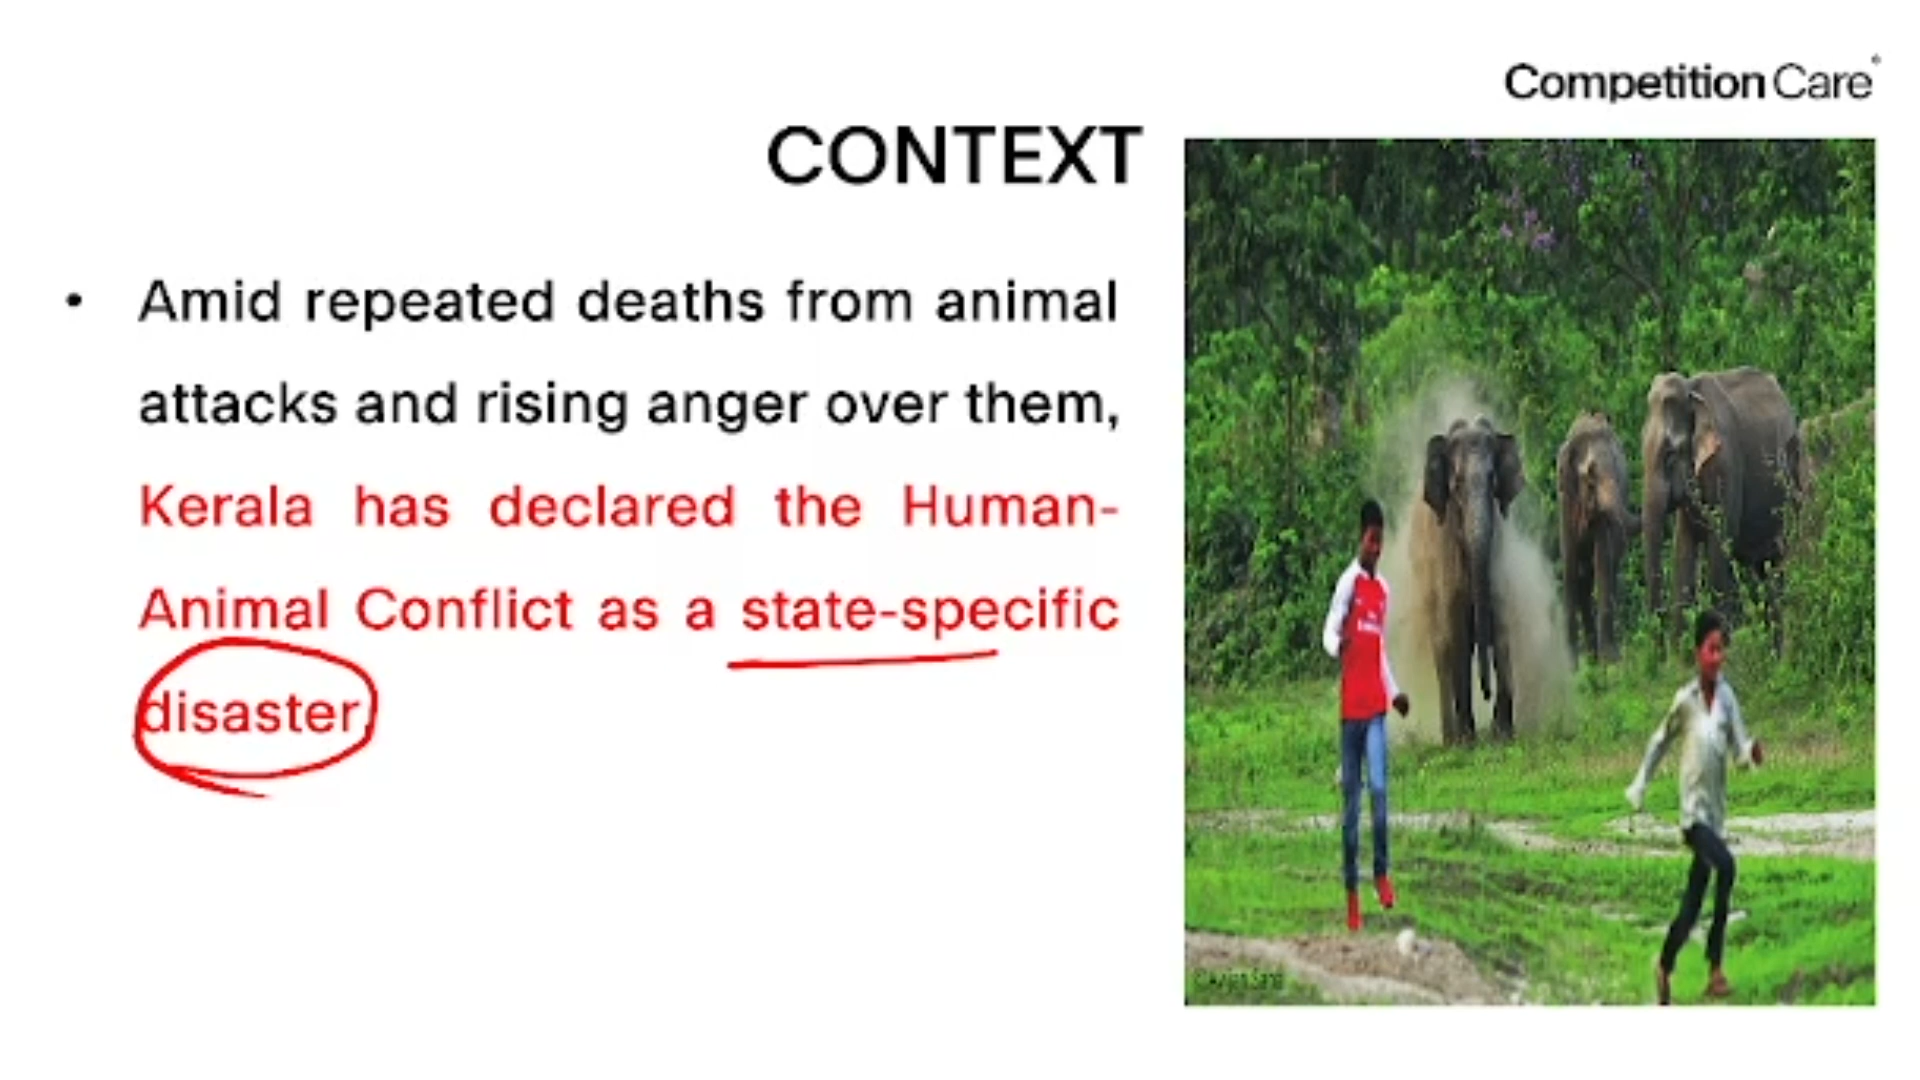 Competition Care
CONTEXT
• Amid repeated deaths from animal
attacks and rising anger over them,
Kerala has declared the Human-
Animal Conflict as a state-specific
disaster.